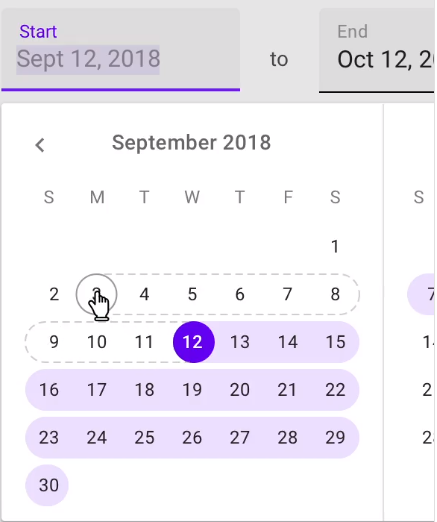 Start
End
Sept 12, 2018
to
Oct 12, 2
September 2018
S M T W T F S
S
1
2 3 4 5 6 7 8
7
9 10 11 12 13 14 15
16 17 18 19 20 21 22
23 24 25 26 27 28 29
30